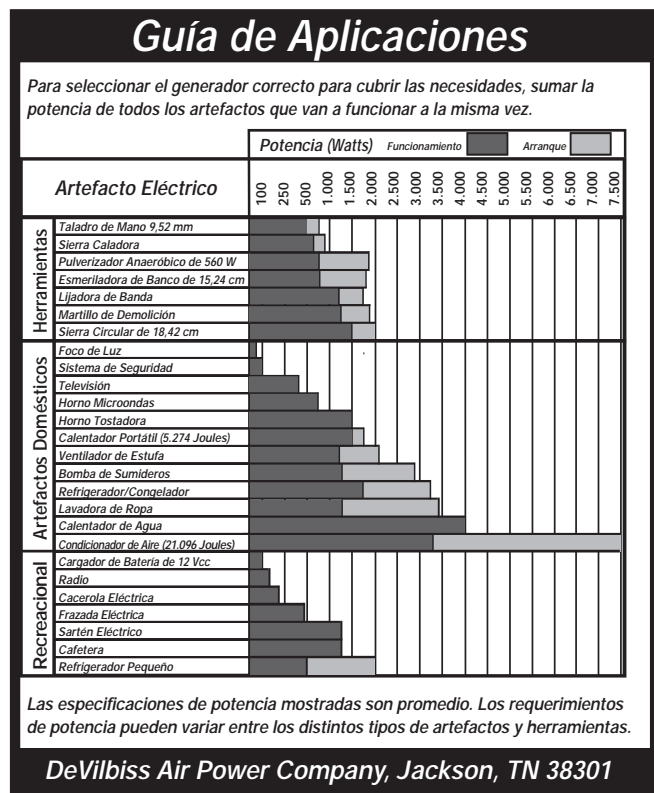 Guía de Aplicaciones
Para seleccionar el generador correcto para cubrir las necesidades, sumar la
potencia de todos los artefactos que van a funcionar a la misma vez.
Potencia (Watts) Funcionamiento Arranque
Artefacto Eléctrico
100 250 500 1.000 1.500 2.000 2.500 3.500 3.000 4.000 4.500 5.000 5.500 6.000 6.500 7.000 7.500
Herramientas
Taladro de Mano 9,52 mm
Sierra Caladora
Pulverizador Anaeróbico de 560 W
Esmeriladora de Banco de 15,24 cm
Lijadora de Banda
Martillo de Demolición
Sierra Circular de 18,42 cm
Artefactos Domésticos
Foco de Luz
Sistema de Seguridad
Televisión
Horno Microondas
Horno Tostadora
Calentador Portátil (5.274 Joules)
Ventilador de Estufa
Bomba de Sumideros
Refrigerador/Congelador
Lavadora de Ropa
Calentador de Agua
Condicionador de Aire (21.096 Joules)
Recreacional
Cargador de Batería de 12 Vcc
Radio
Cacerola Eléctrica
Frazada Eléctrica
Sartén Eléctrico
Cafetera
Refrigerador Pequeño
Las especificaciones de potencia mostradas son promedio. Los requerimientos
de potencia pueden variar entre los distintos tipos de artefactos y herramientas.
DeVilbiss Air Power Company, Jackson, TN 38301